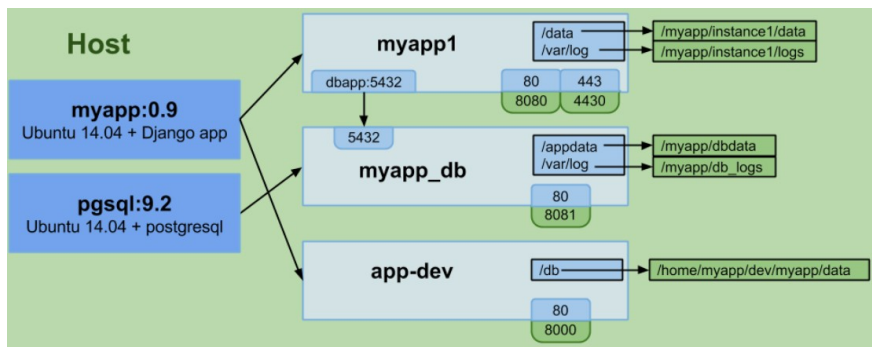 Host
myapp:0.9
Ubuntu 14.04 + Django app
pgsql:9.2
Ubuntu 14.04 + postgresql
myapp1
/data
/myapp/instance1/data
/var/log
/myapp/instance1/logs
dbapp:5432
80
443
8080
4430
5432
myapp_db
/appdata
/myapp/dbdata
/var/log
/myapp/db_logs
80
8081
app-dev
/db
/home/myapp/dev/myapp/data
80
8000